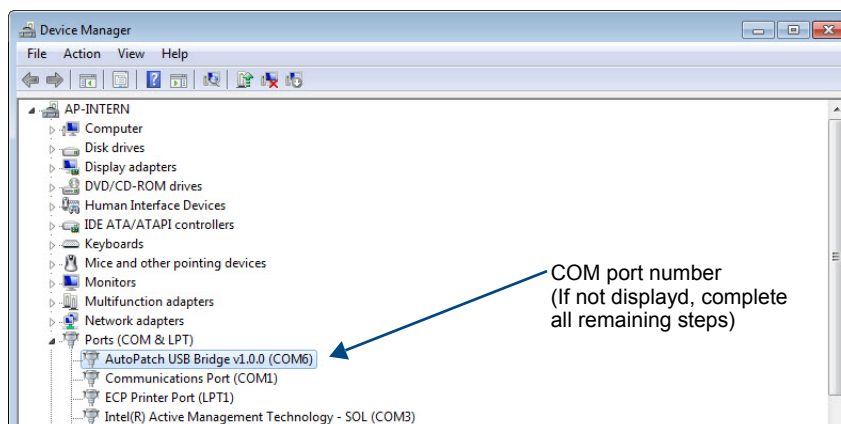 Device Manager
File Action View Help
AP-INTERN
Computer
Disk drives
Display adapters
DVD/CD-ROM drives
Human Interface Devices
IDE ATA/ATAPI controllers
Keyboards
Mice and other pointing devices
Monitors
Multifunction adapters
Network adapters
Ports (COM & LPT)
AutoPatch USB Bridge v1.0.0 (COM6)
Communications Port (COM1)
ECP Printer Port (LPT1)
Intel(R) Active Management Technology - SOL (COM3)
COM port number
(If not displayd, complete
all remaining steps)